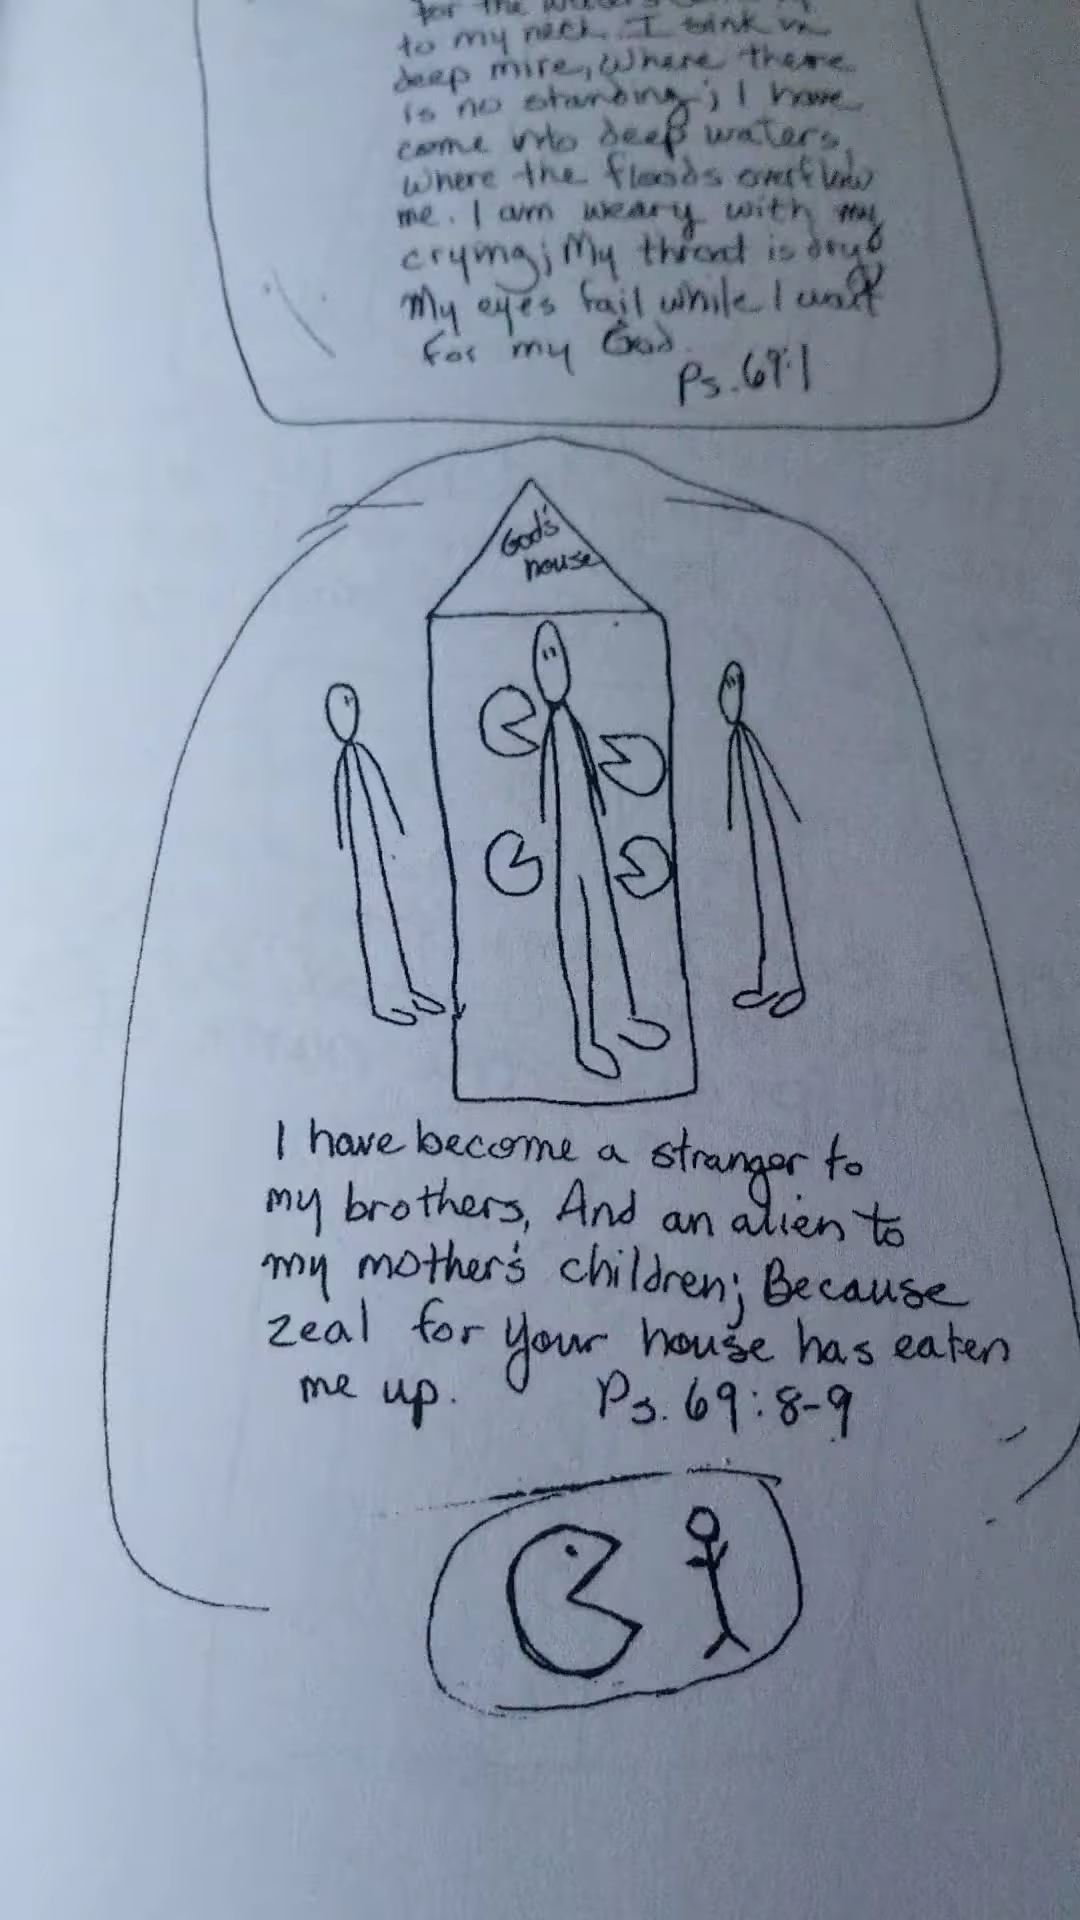 for the waters
to my neck. I sink in
deep mire, Where there
is no standing; I have
come into deep waters,
Where the floods overflow
me. I am weary with my
crying; My throat is dry;
My eyes fail while I wait
for my God.
Ps. 69:1
God's
house
I have become a stranger to
my brothers, And an alien to
my mother's children; Because
zeal for your house has eaten
me up. Ps. 69:8-9